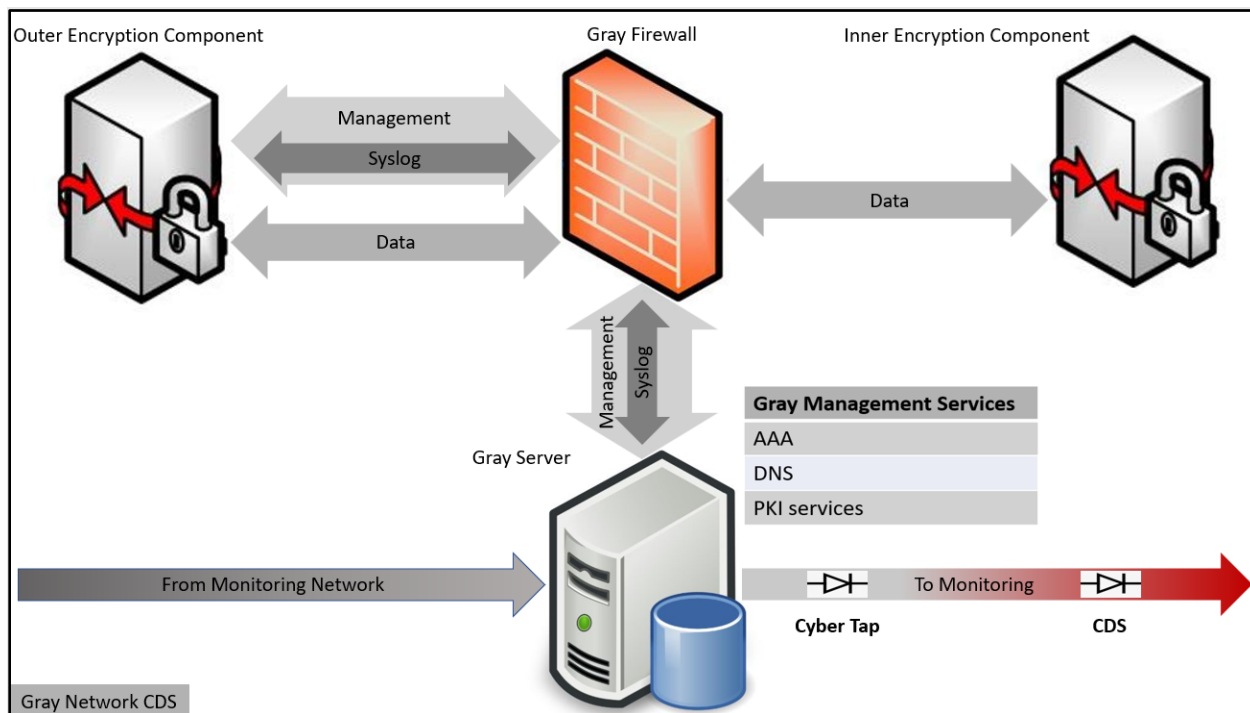 Outer Encryption Component
Gray Firewall
Inner Encryption Component
Management
Syslog
Data
Data
Management
Syslog
Gray Server
Gray Management Services
AAA
DNS
PKI services
From Monitoring Network
To Monitoring
Cyber Tap
CDS
Gray Network CDS